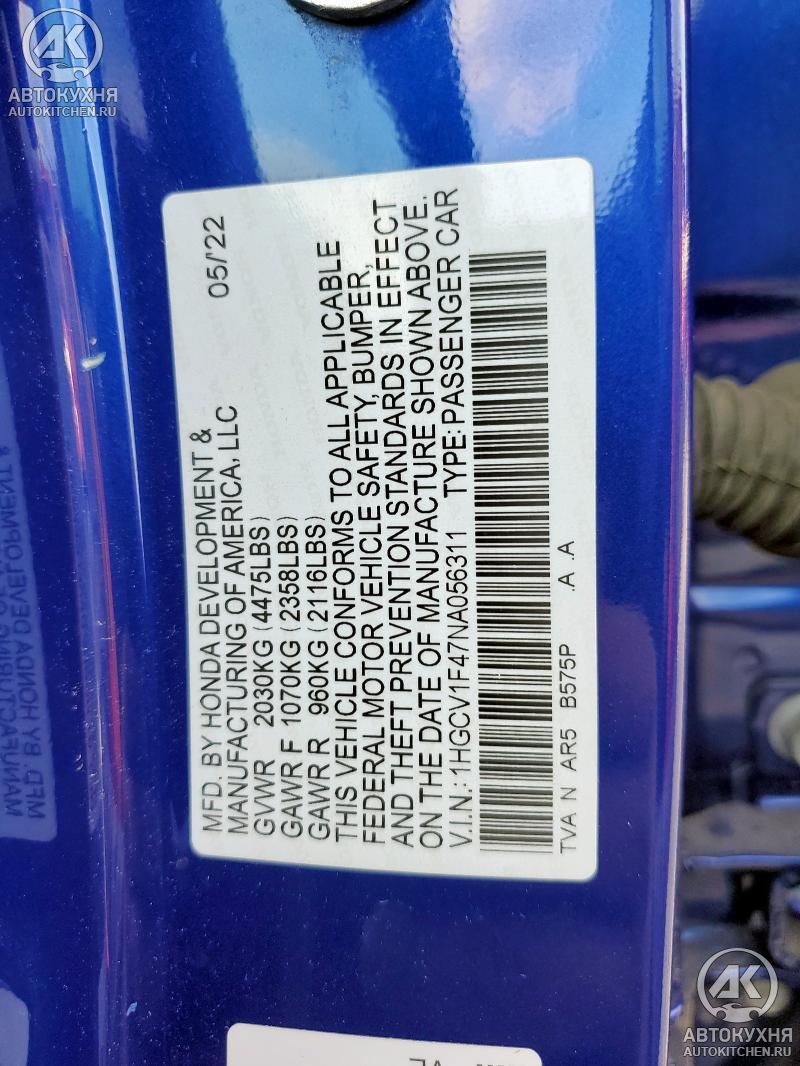 АК
АВТОКУХНЯ
AUTOKITCHEN.RU
MFD. BY HONDA DEVELOPMENT & 05/'22
MANUFACTURING OF AMERICA, LLC
GVWR 2030KG (4475LBS)
GAWR F 1070KG (2358LBS)
GAWR R 960KG (2116LBS)
THIS VEHICLE CONFORMS TO ALL APPLICABLE
FEDERAL MOTOR VEHICLE SAFETY, BUMPER,
AND THEFT PREVENTION STANDARDS IN EFFECT
ON THE DATE OF MANUFACTURE SHOWN ABOVE.
V.I.N.: 1HGCV1F47NA056311 TYPE: PASSENGER CAR
TVA N AR5 B575P .A .A
АК
АВТОКУХНЯ
AUTOKITCHEN.RU